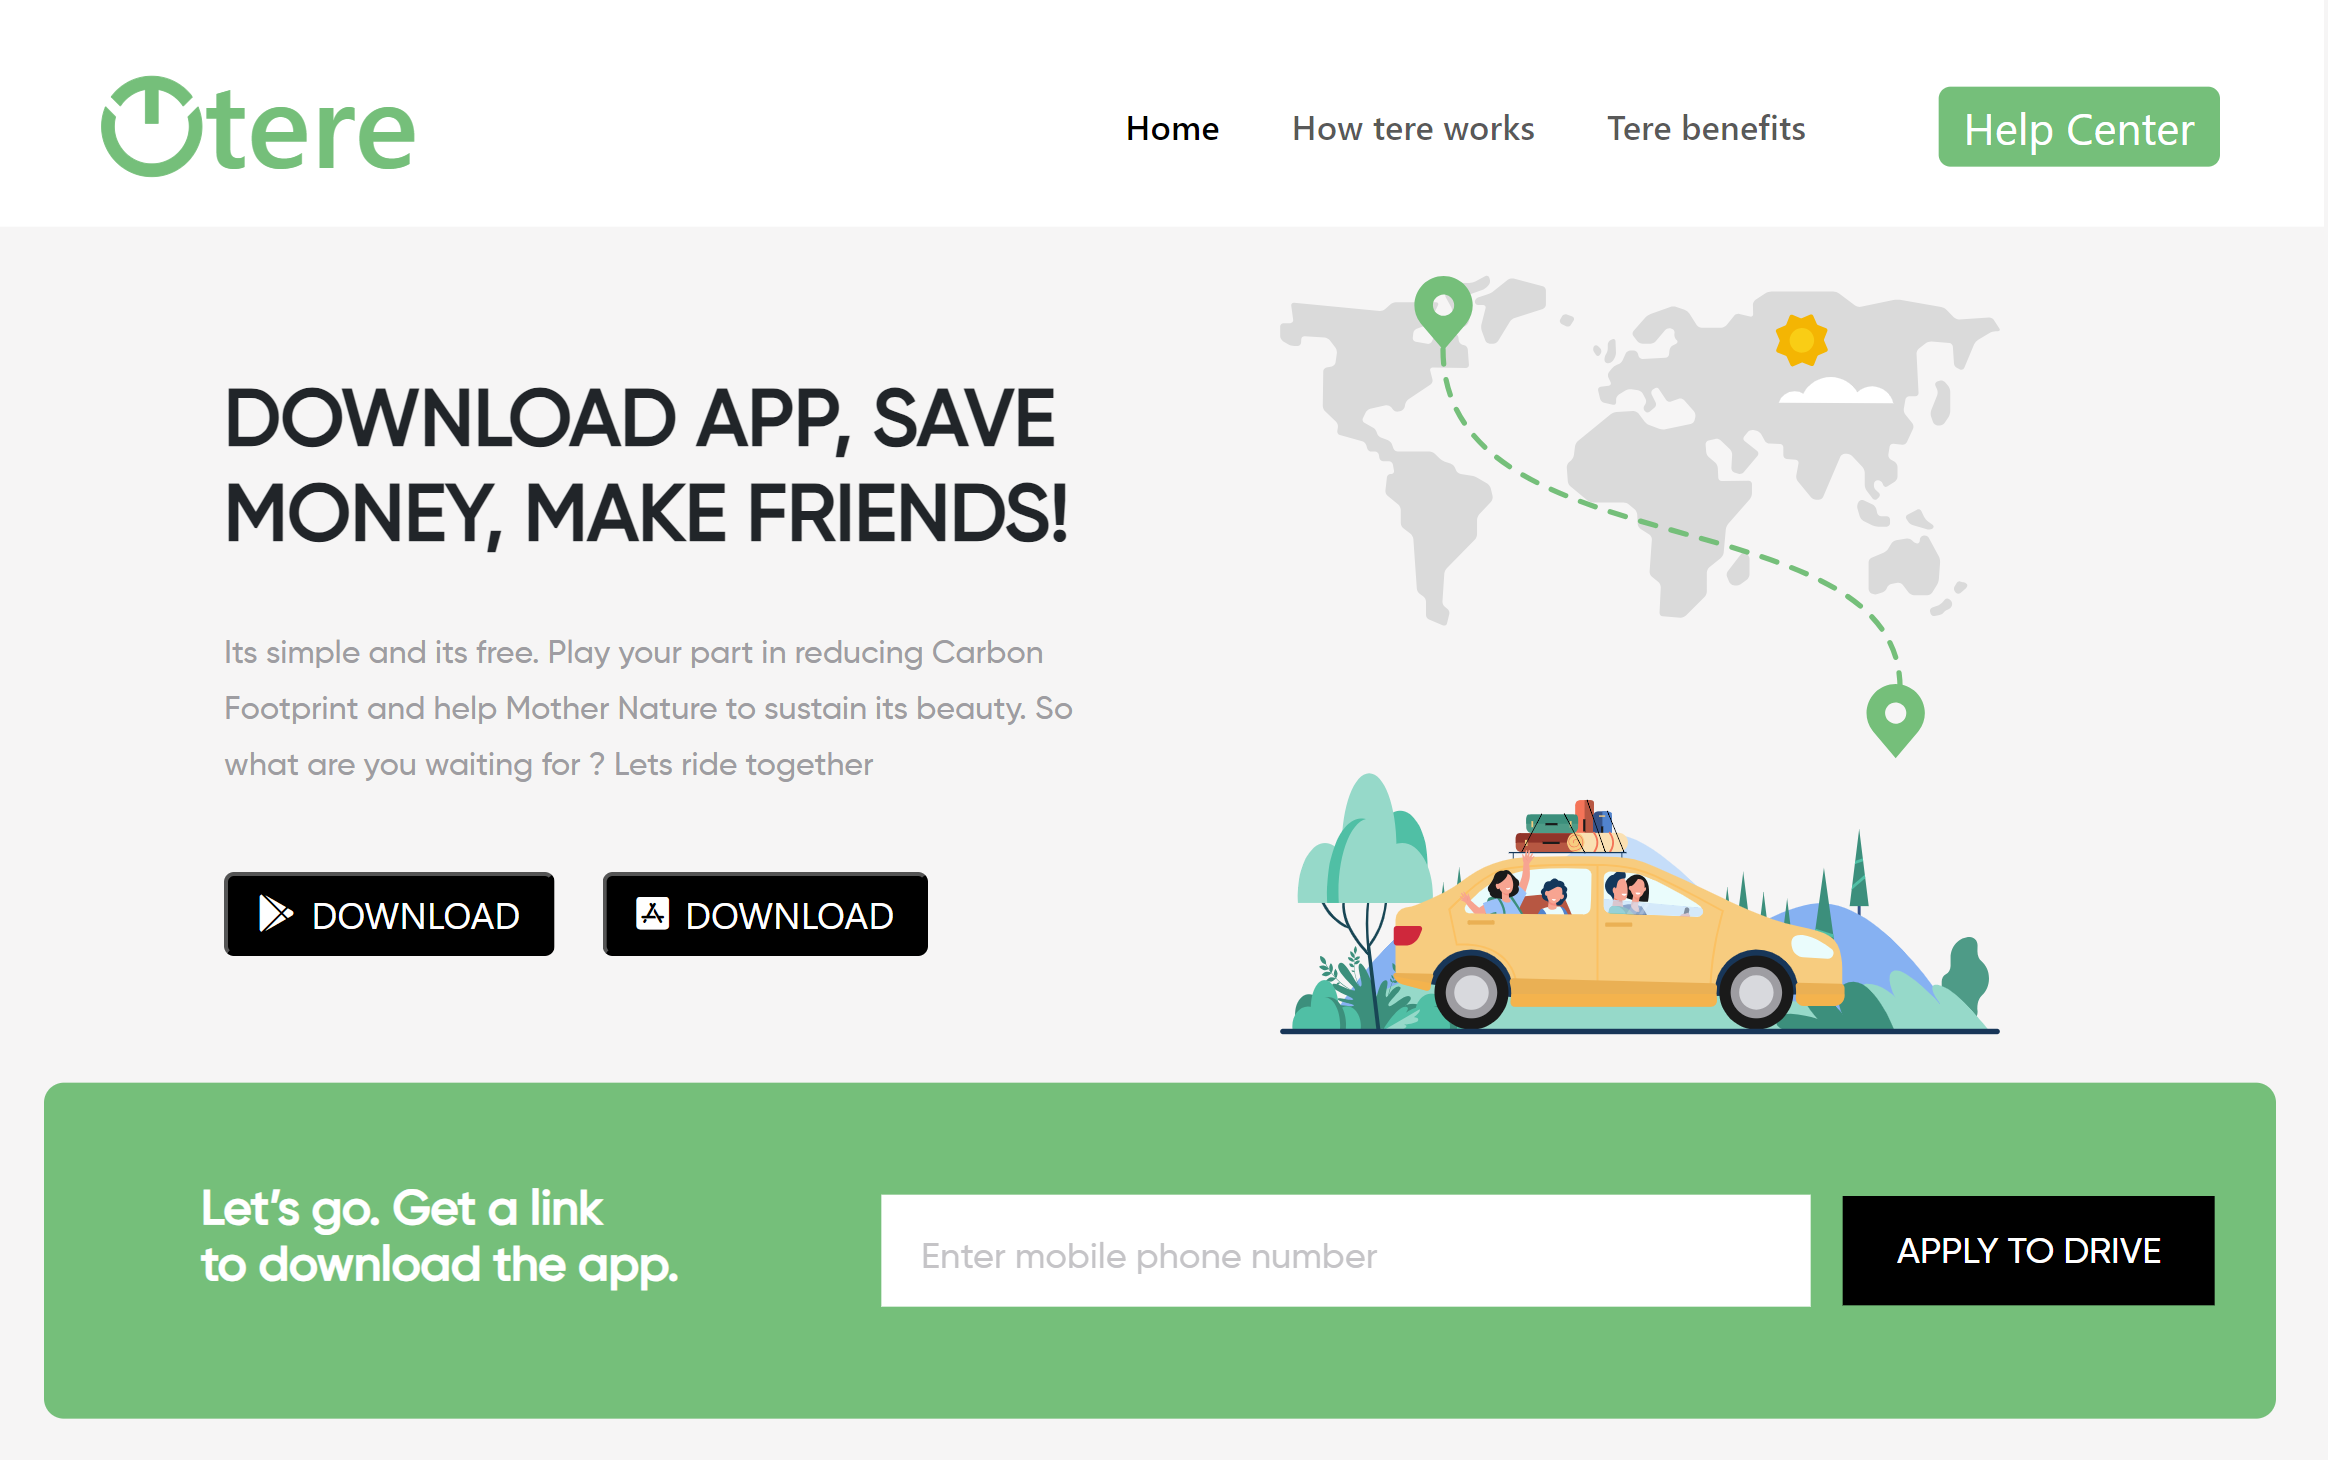 tere
Home
How tere works
Tere benefits
Help Center
DOWNLOAD APP, SAVE
MONEY, MAKE FRIENDS!
Its simple and its free. Play your part in reducing Carbon
Footprint and help Mother Nature to sustain its beauty. So
what are you waiting for ? Lets ride together
DOWNLOAD
DOWNLOAD
Let’s go. Get a link
to download the app.
Enter mobile phone number
APPLY TO DRIVE